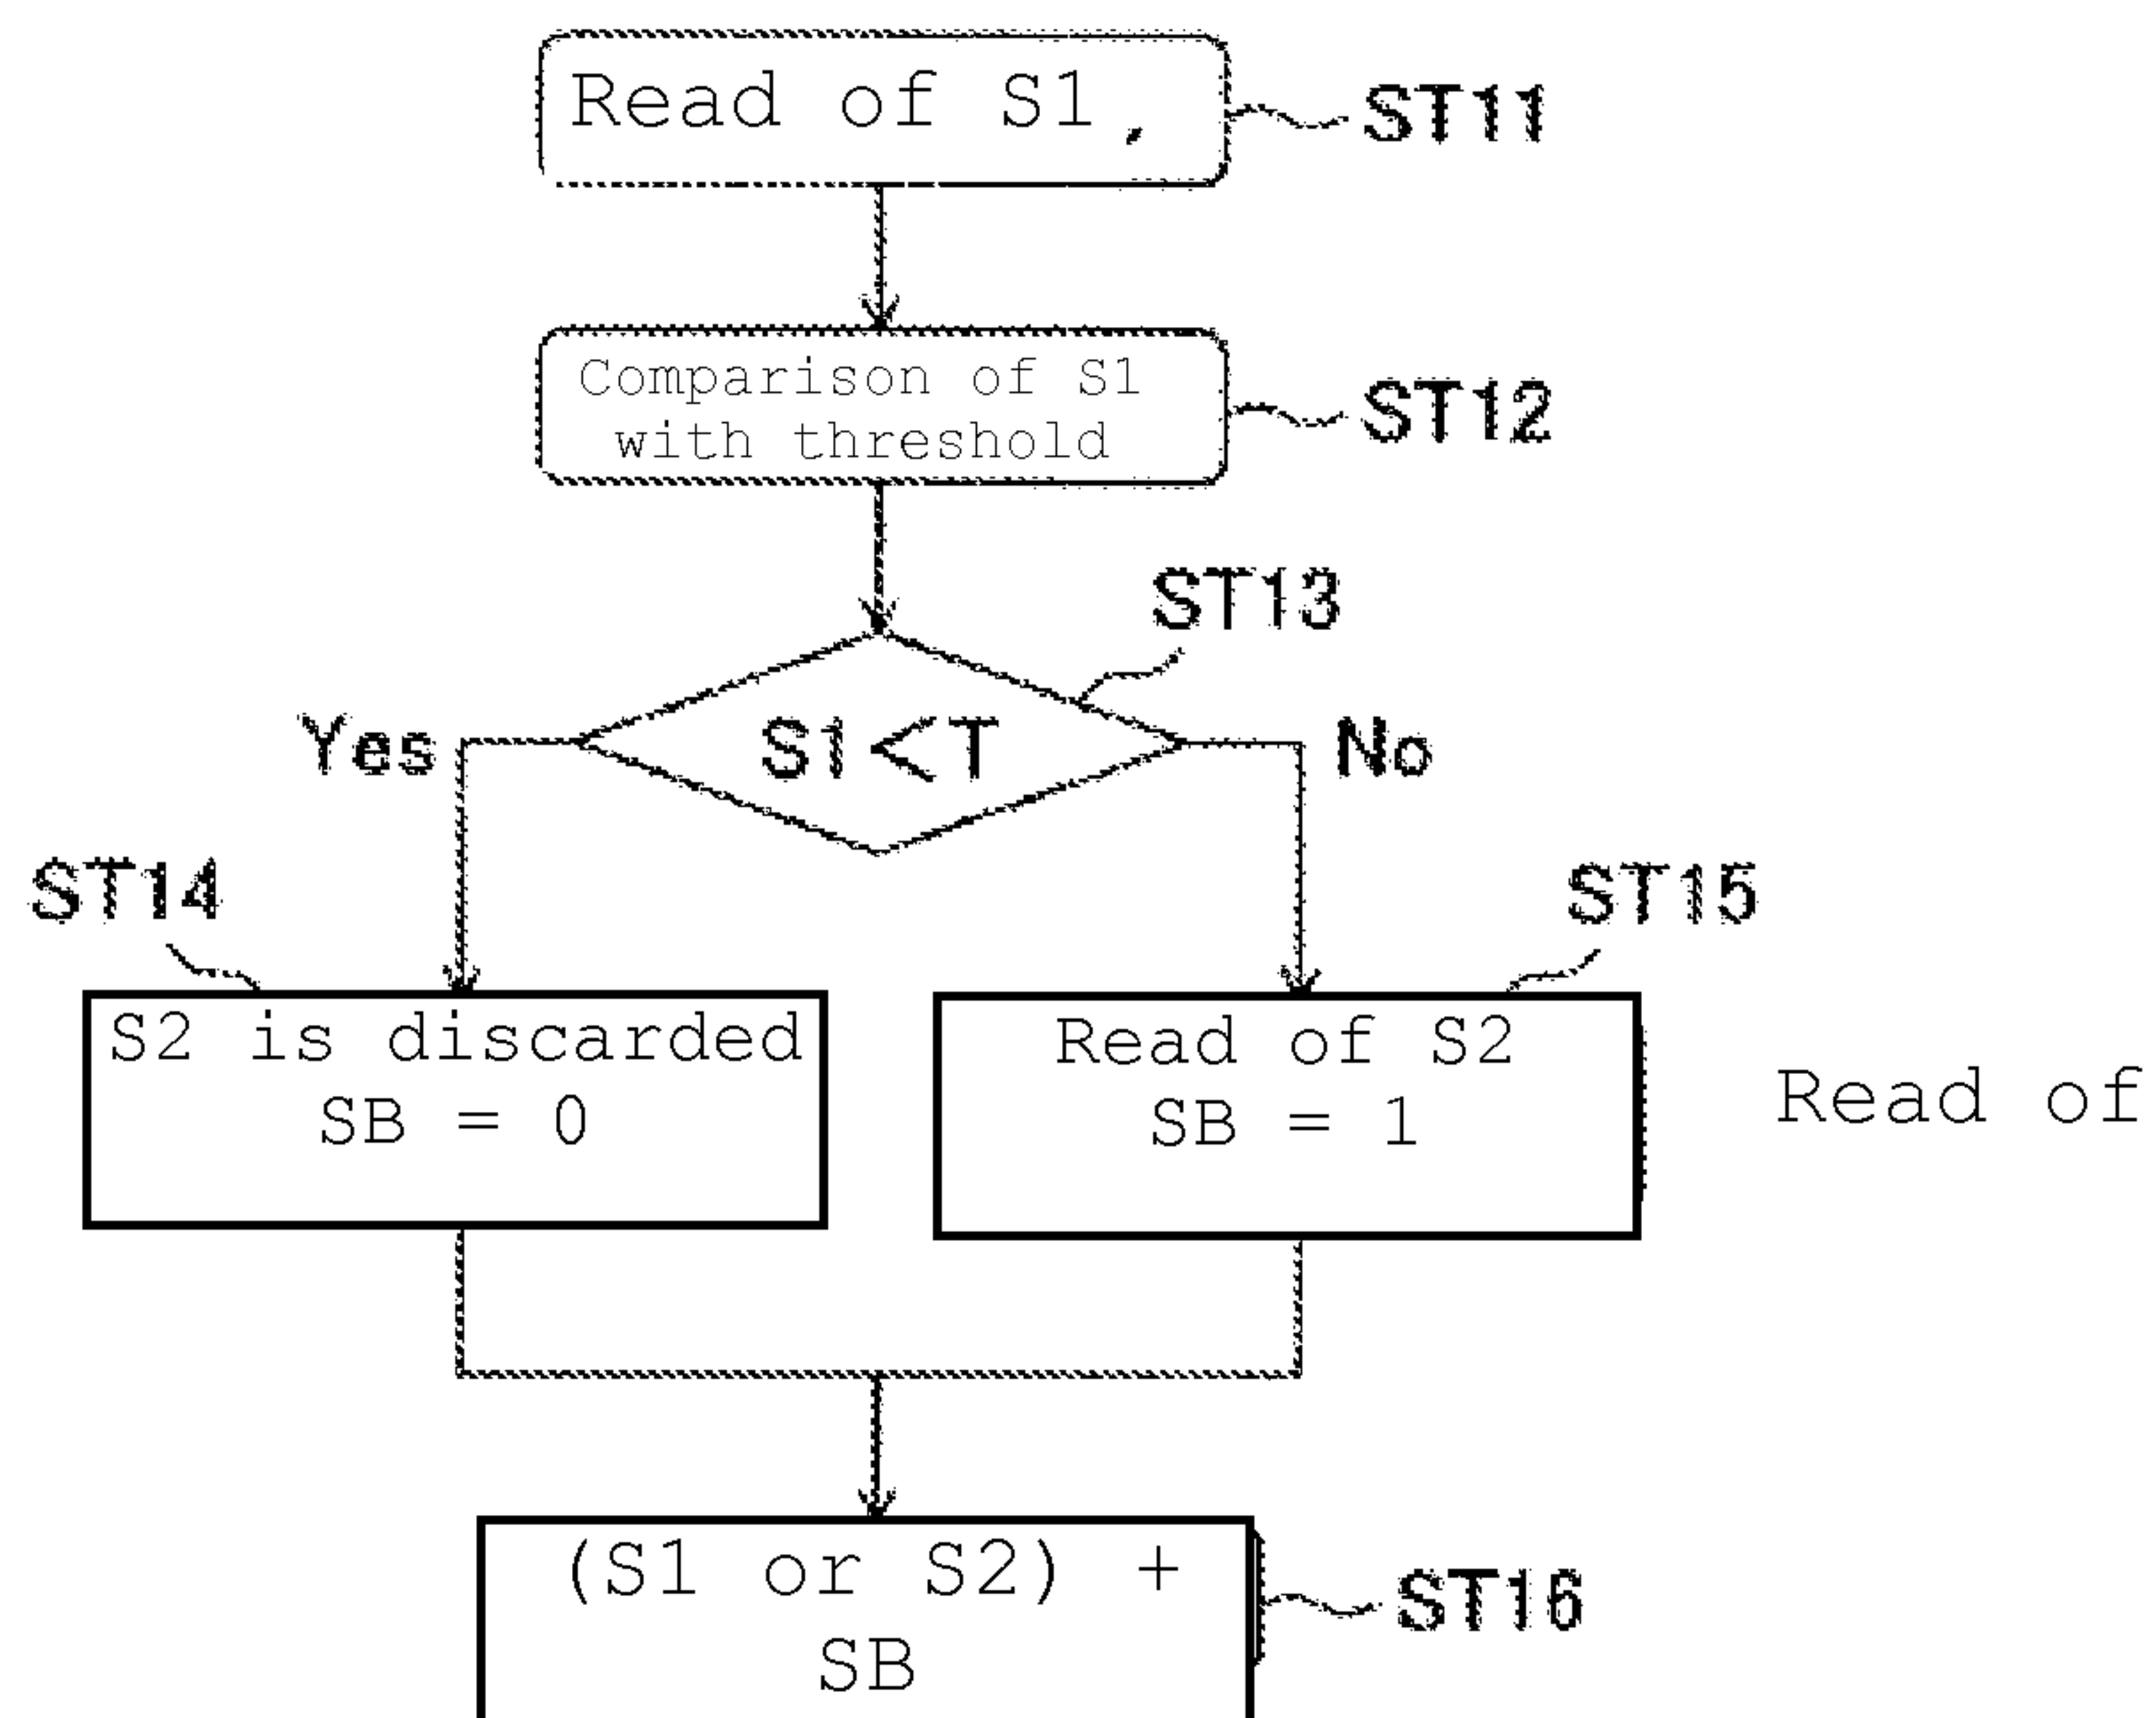 Read of S1,
ST11
Comparison of S1
with threshold
ST12
ST13
Yes
S1<T
No
ST14
ST15
S2 is discarded
SB = 0
Read of S2
SB = 1
Read of
(S1 or S2) +
SB
ST16